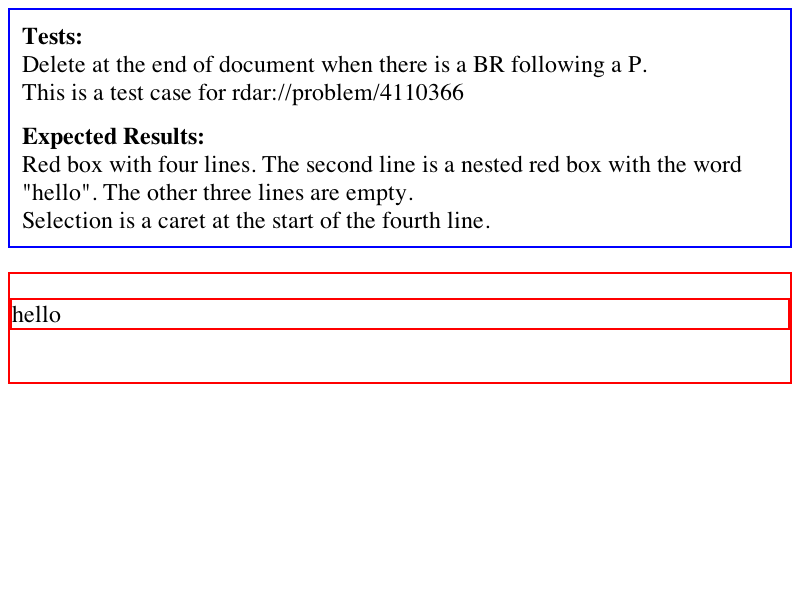 Tests:
Delete at the end of document when there is a BR following a P.
This is a test case for rdar://problem/4110366
Expected Results:
Red box with four lines. The second line is a nested red box with the word
"hello". The other three lines are empty.
Selection is a caret at the start of the fourth line.
hello